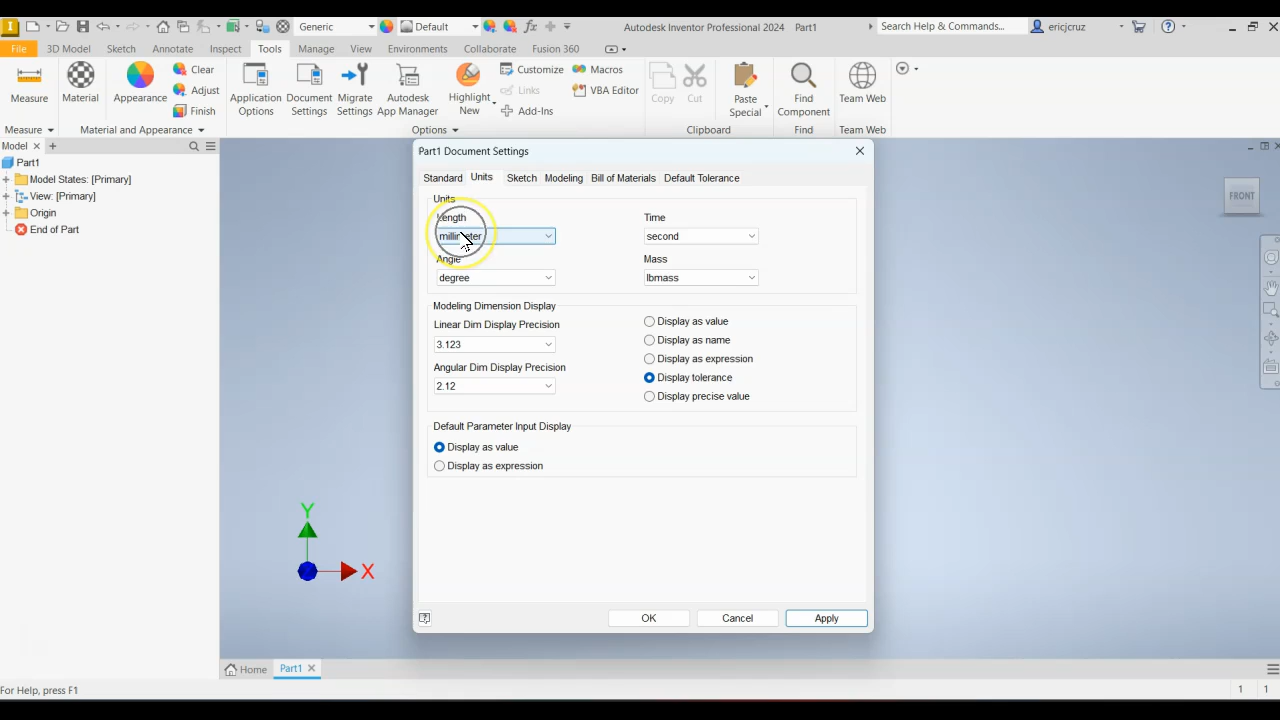 Generic
Default
fx
Autodesk Inventor Professional 2024 Part1
Search Help & Commands...
ericjcruz
File 3D Model Sketch Annotate Inspect Tools Manage View Environments Collaborate Fusion 360
Measure
Material
Appearance
Clear
Adjust
Finish
Application Options
Document Settings
Migrate Settings
Autodesk App Manager
Highlight New
Customize
Links
Add-Ins
Macros
VBA Editor
Copy
Cut
Paste Special
Find Component
Team Web
Measure Material and Appearance Options Clipboard Find Team Web
Model
Part1
Model States: [Primary]
View: [Primary]
Origin
End of Part
Part1 Document Settings
Standard Units Sketch Modeling Bill of Materials Default Tolerance
Units
Length Time
millimeter second
Angle Mass
degree lbmass
Modeling Dimension Display
Linear Dim Display Precision
3.123
Angular Dim Display Precision
2.12
Display as value
Display as name
Display as expression
Display tolerance
Display precise value
Default Parameter Input Display
Display as value
Display as expression
OK Cancel Apply
FRONT
Y
X
Home Part1
For Help, press F1
1 1